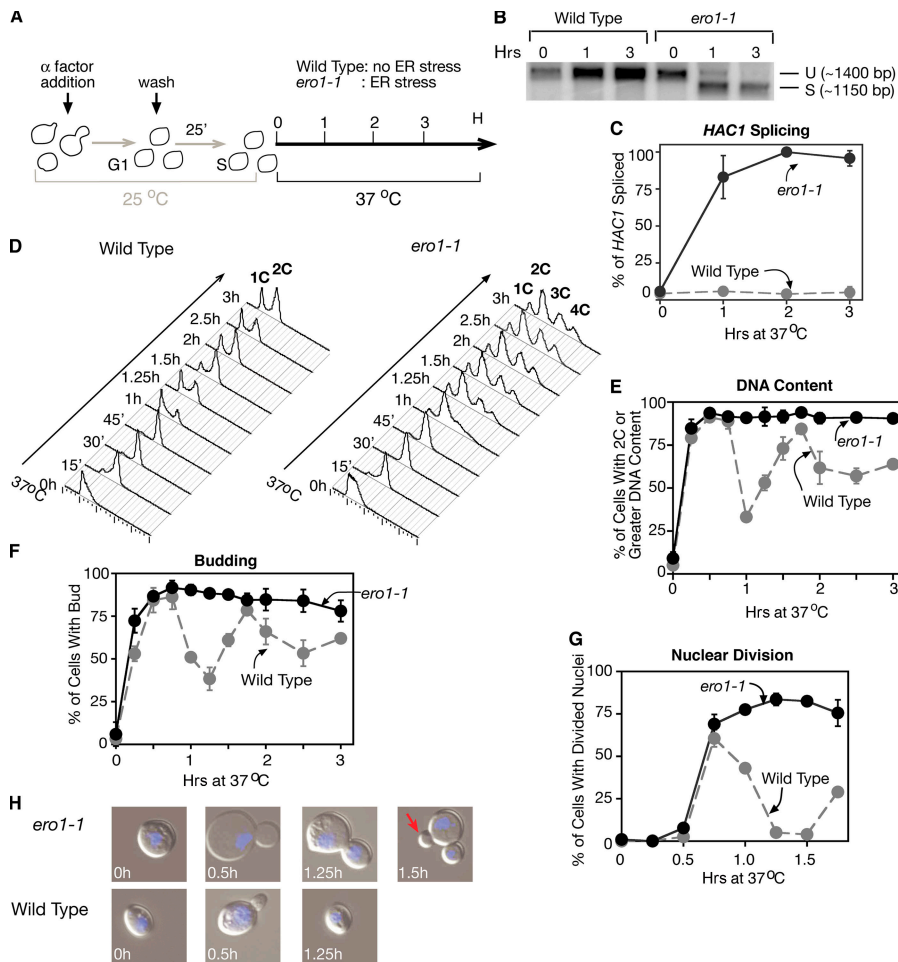 A
α factor
addition
wash
Wild Type: no ER stress
ero1-1 : ER stress
25'
0 1 2 3 H
G1
S
25 ºC
37 ºC
B
Wild Type ero1-1
Hrs 0 1 3 0 1 3
U (~1400 bp)
S (~1150 bp)
C
HAC1 Splicing
% of HAC1 Spliced
100
75
50
25
0
ero1-1
Wild Type
0 1 2 3
Hrs at 37ºC
D
Wild Type
1C 2C
3h
2.5h
2h
1.5h
1.25h
1h
45'
30'
15'
0h
37ºC
ero1-1
1C 2C 3C 4C
3h
2.5h
2h
1.5h
1.25h
1h
45'
30'
15'
0h
37ºC
E
DNA Content
% of Cells With 2C or
Greater DNA Content
100
75
50
25
0
ero1-1
Wild Type
0 1 2 3
Hrs at 37ºC
F
Budding
% of Cells With Bud
100
75
50
25
0
ero1-1
Wild Type
0 1 2 3
Hrs at 37ºC
G
Nuclear Division
% of Cells With Divided Nuclei
100
75
50
25
0
ero1-1
Wild Type
0 0.5 1.0 1.5
Hrs at 37ºC
H
ero1-1
0h 0.5h 1.25h 1.5h
Wild Type
0h 0.5h 1.25h